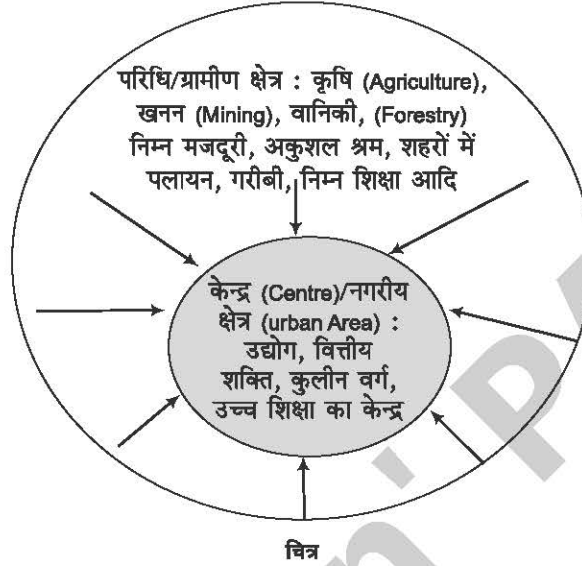 परिधि/ग्रामीण क्षेत्र : कृषि (Agriculture),
खनन (Mining), वानिकी, (Forestry)
निम्न मजदूरी, अकुशल श्रम, शहरों में
पलायन, गरीबी, निम्न शिक्षा आदि
केन्द्र (Centre)/नगरीय
क्षेत्र (urban Area) :
उद्योग, वित्तीय
शक्ति, कुलीन वर्ग,
उच्च शिक्षा का केन्द्र
चित्र